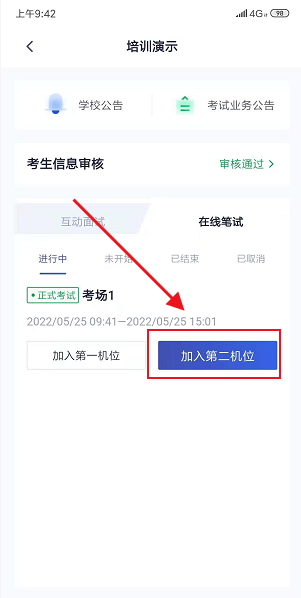 上午9:42
4G
98
培训演示
学校公告
考试业务公告
考生信息审核
审核通过
互动面试
在线笔试
进行中
未开始
已结束
已取消
正式考试
考场1
2022/05/25 09:41—2022/05/25 15:01
加入第一机位
加入第二机位